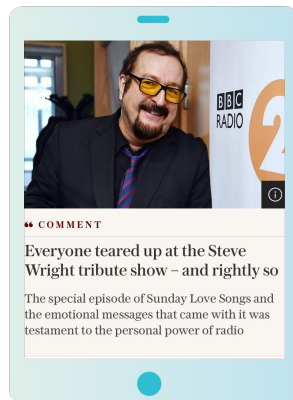 BBC
RADIO
2
COMMENT
Everyone teared up at the Steve
Wright tribute show – and rightly so
The special episode of Sunday Love Songs and
the emotional messages that came with it was
testament to the personal power of radio